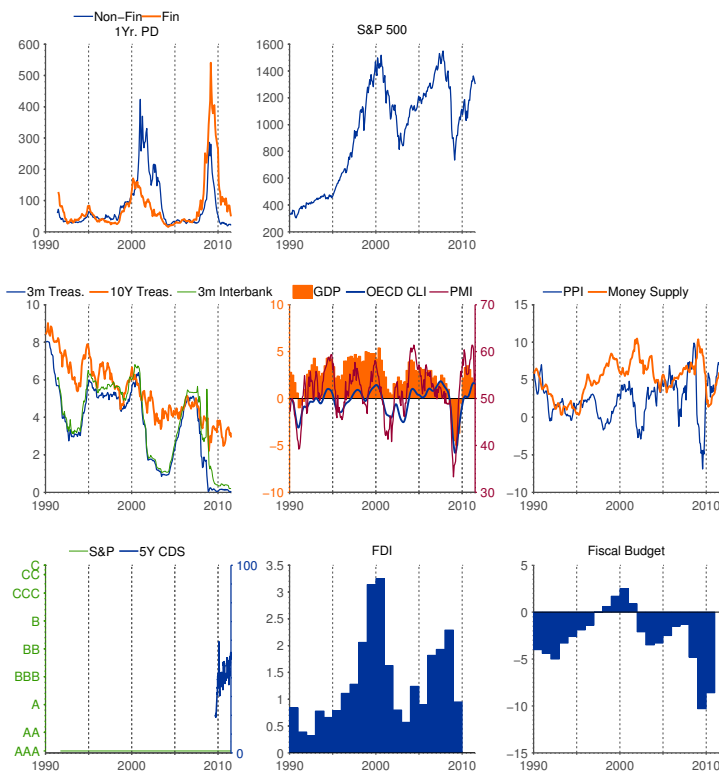 Non−Fin Fin
1Yr. PD
600
500
400
300
200
100
0
1990 2000 2010
S&P 500
1600
1400
1200
1000
800
600
400
200
1990 2000 2010
3m Treas. 10Y Treas. 3m Interbank
10
8
6
4
2
0
1990 2000 2010
GDP OECD CLI PMI
10 70
5 60
0 50
−5 40
−10 30
1990 2000 2010
PPI Money Supply
15
10
5
0
−5
−10
1990 2000 2010
S&P 5Y CDS
C 100
CC
CCC
B
BB
BBB
A
AA
AAA 0
1990 2000 2010
FDI
3.5
3
2.5
2
1.5
1
0.5
0
1990 2000 2010
Fiscal Budget
5
0
−5
−10
−15
1990 2000 2010